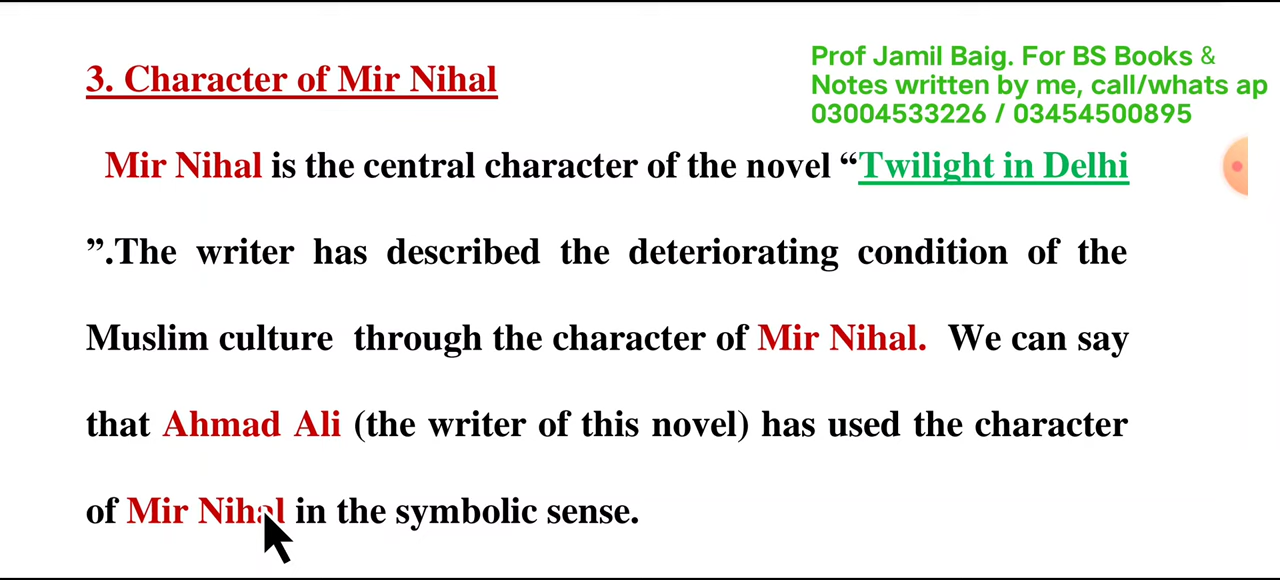 3. Character of Mir Nihal
Prof Jamil Baig. For BS Books &
Notes written by me, call/whats ap
03004533226 / 03454500895
Mir Nihal is the central character of the novel “Twilight in Delhi
”.The writer has described the deteriorating condition of the
Muslim culture through the character of Mir Nihal. We can say
that Ahmad Ali (the writer of this novel) has used the character
of Mir Nihal in the symbolic sense.